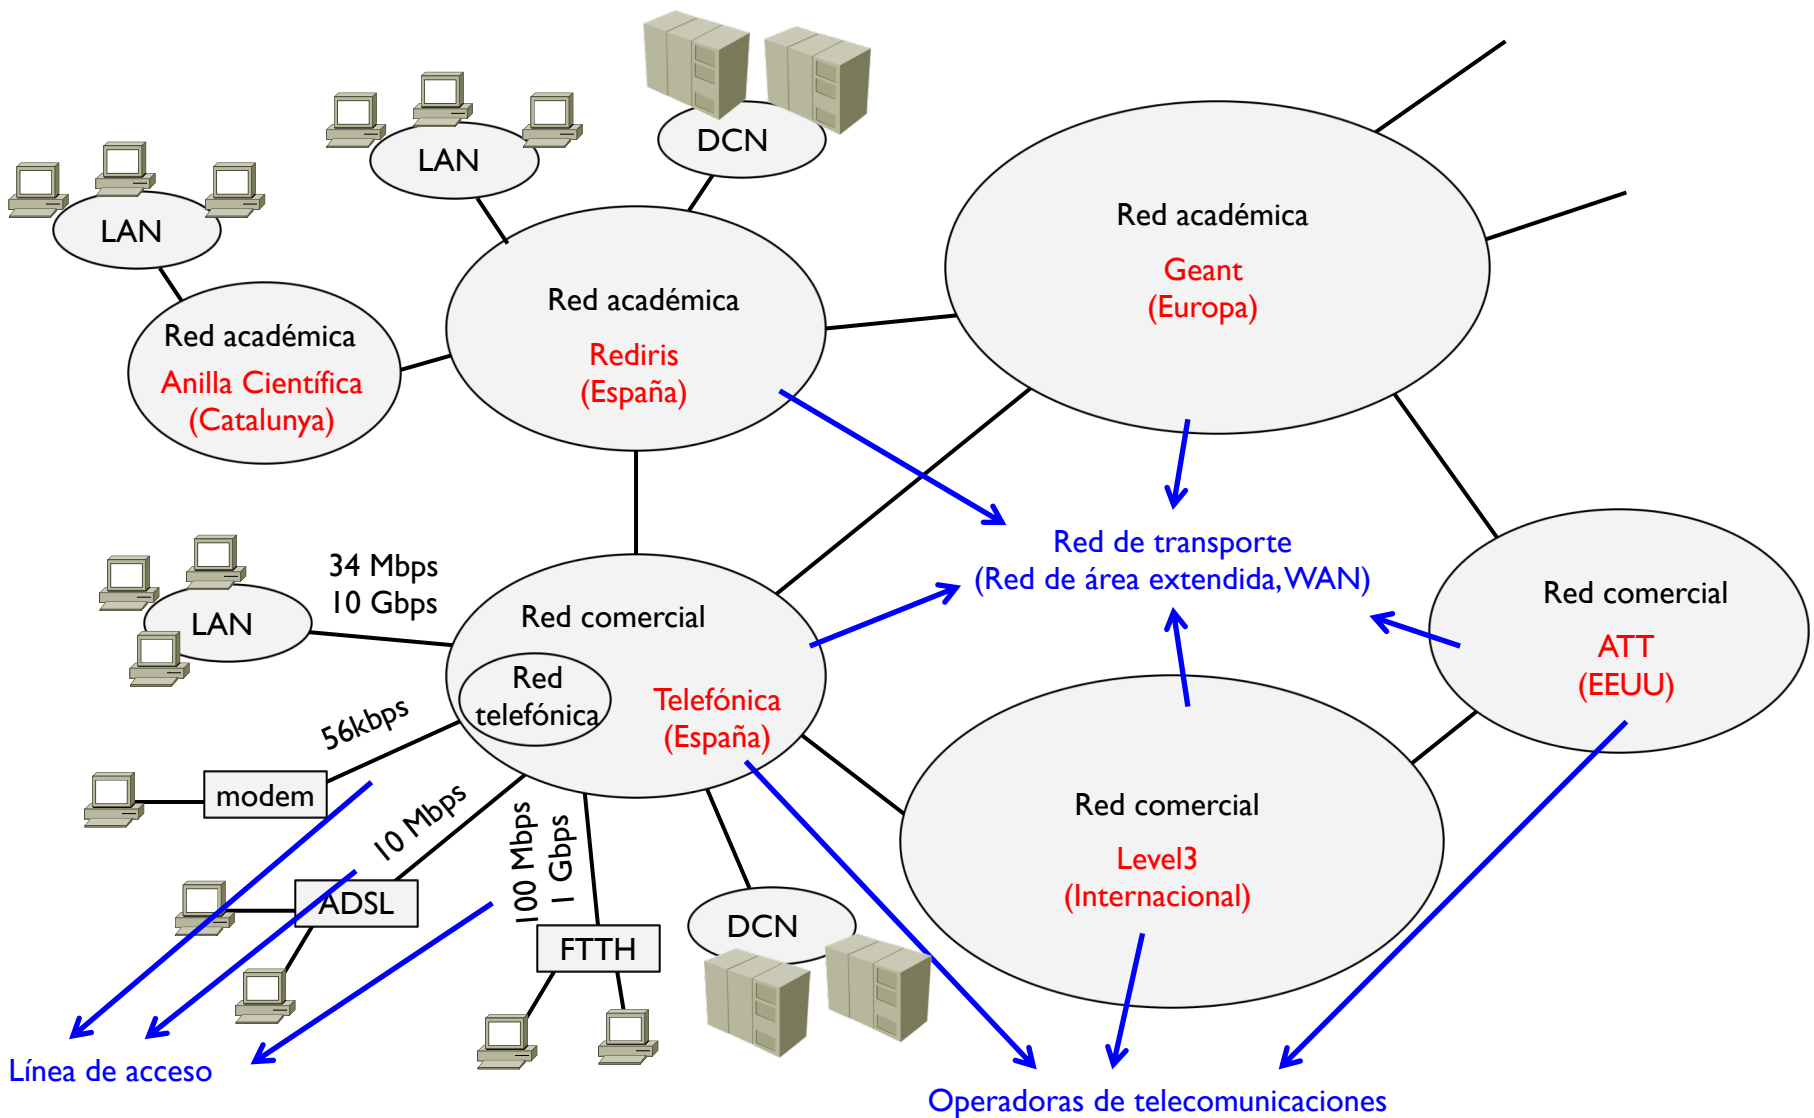 DCN
LAN
LAN
Red académica
Geant
(Europa)
Red académica
Rediris
(España)
Red académica
Anilla Científica
(Catalunya)
Red de transporte
(Red de área extendida, WAN)
34 Mbps
10 Gbps
LAN
Red comercial
Red
telefónica
Telefónica
(España)
Red comercial
ATT
(EEUU)
56kbps
modem
10 Mbps
ADSL
100 Mbps
1 Gbps
FTTH
DCN
Red comercial
Level3
(Internacional)
Línea de acceso
Operadoras de telecomunicaciones